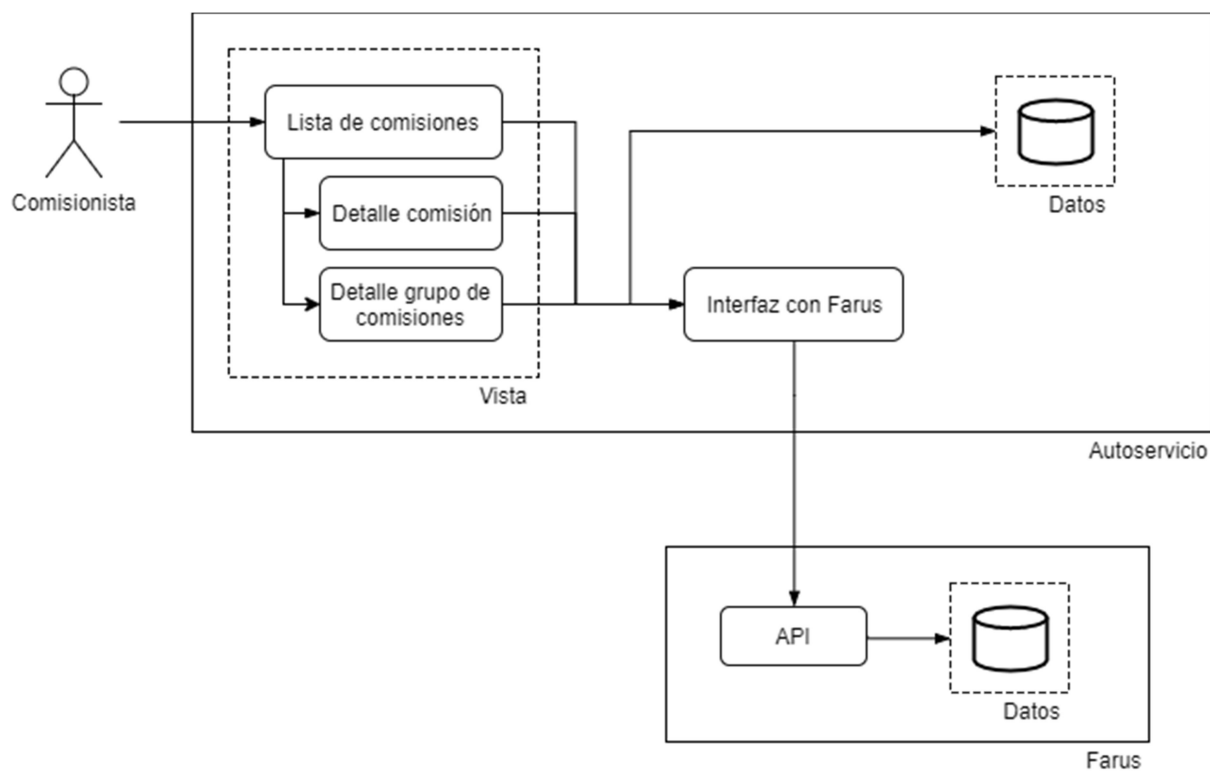 Comisionista
Lista de comisiones
Detalle comisión
Detalle grupo de
comisiones
Vista
Interfaz con Farus
Datos
Autoservicio
API
Datos
Farus